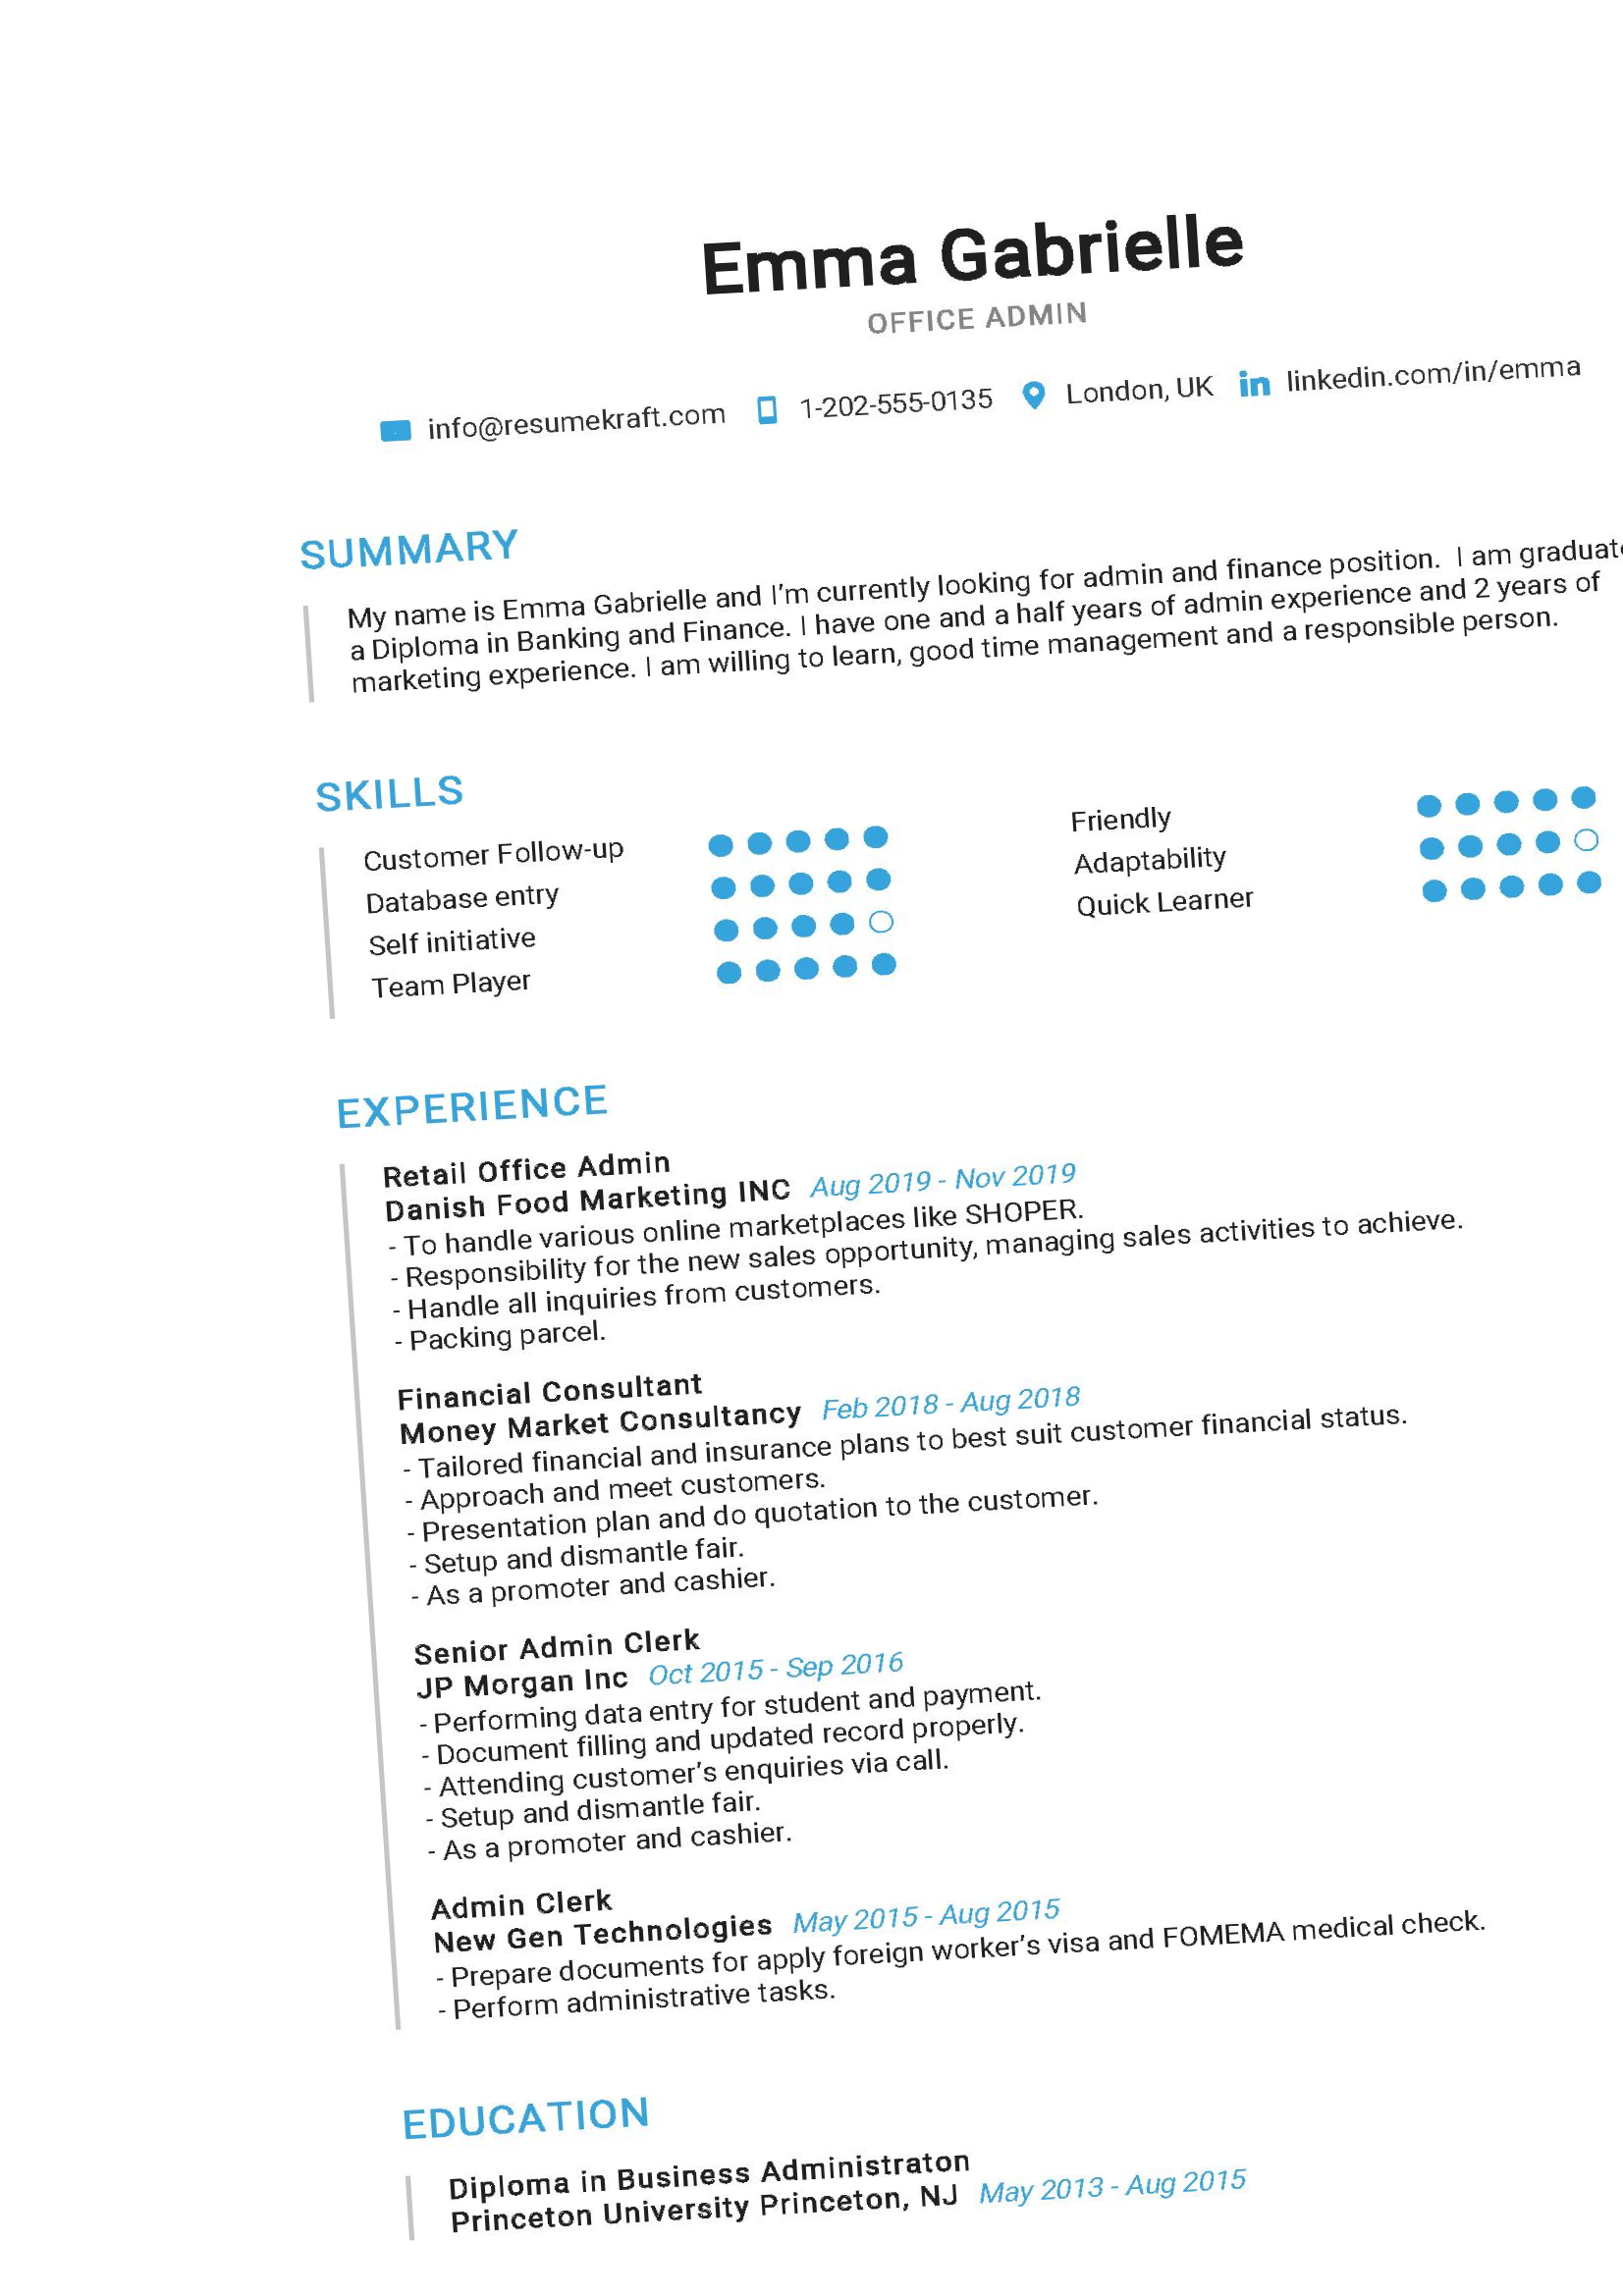 Emma Gabrielle
OFFICE ADMIN
info@resumekraft.com 1-202-555-0135 London, UK linkedin.com/in/emma
SUMMARY
My name is Emma Gabrielle and I’m currently looking for admin and finance position. I am
a Diploma in Banking and Finance. I have one and a half years of admin experience and 2 years of
marketing experience. I am willing to learn, good time management and a responsible person.
SKILLS
Customer Follow-up
Database entry
Self initiative
Team Player
Friendly
Adaptability
Quick Learner
EXPERIENCE
Retail Office Admin
Danish Food Marketing INC Aug 2019 - Nov 2019
- To handle various online marketplaces like SHOPER.
- Responsibility for the new sales opportunity, managing sales activities to achieve.
- Handle all inquiries from customers.
- Packing parcel.
Financial Consultant
Money Market Consultancy Feb 2018 - Aug 2018
- Tailored financial and insurance plans to best suit customer financial status.
- Approach and meet customers.
- Presentation plan and do quotation to the customer.
- Setup and dismantle fair.
- As a promoter and cashier.
Senior Admin Clerk
JP Morgan Inc Oct 2015 - Sep 2016
- Performing data entry for student and payment.
- Document filling and updated record properly.
- Attending customer’s enquiries via call.
- Setup and dismantle fair.
- As a promoter and cashier.
Admin Clerk
New Gen Technologies May 2015 - Aug 2015
- Prepare documents for apply foreign worker’s visa and FOMEMA medical check.
- Perform administrative tasks.
EDUCATION
Diploma in Business Administraton
Princeton University Princeton, NJ May 2013 - Aug 2015